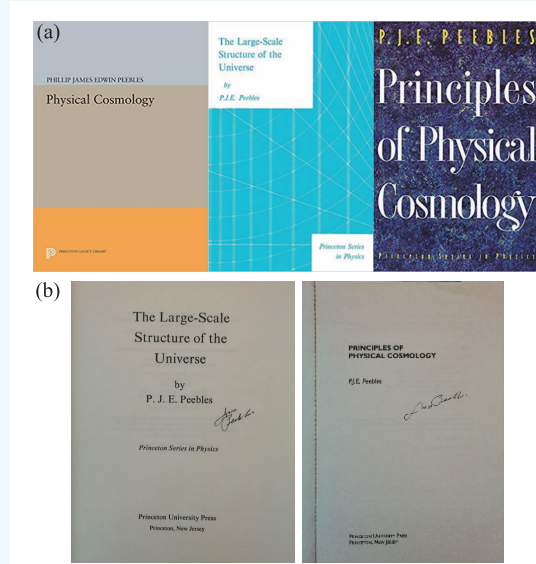 (a)
PHILLIP JAMES EDWIN PEEBLES
Physical Cosmology
PRINCETON LEGACY LIBRARY
The Large-Scale
Structure of the
Universe
by
P.J.E. Peebles
Princeton Series
in Physics
P.J.E. PEEBLES
Principles
of Physical
Cosmology
Princeton Series in Physics
(b)
The Large-Scale
Structure of the
Universe
by
P. J. E. Peebles
Princeton Series in Physics
Princeton University Press
Princeton, New Jersey
PRINCIPLES OF
PHYSICAL COSMOLOGY
P.J.E. Peebles
PRINCETON UNIVERSITY PRESS
PRINCETON, NEW JERSEY